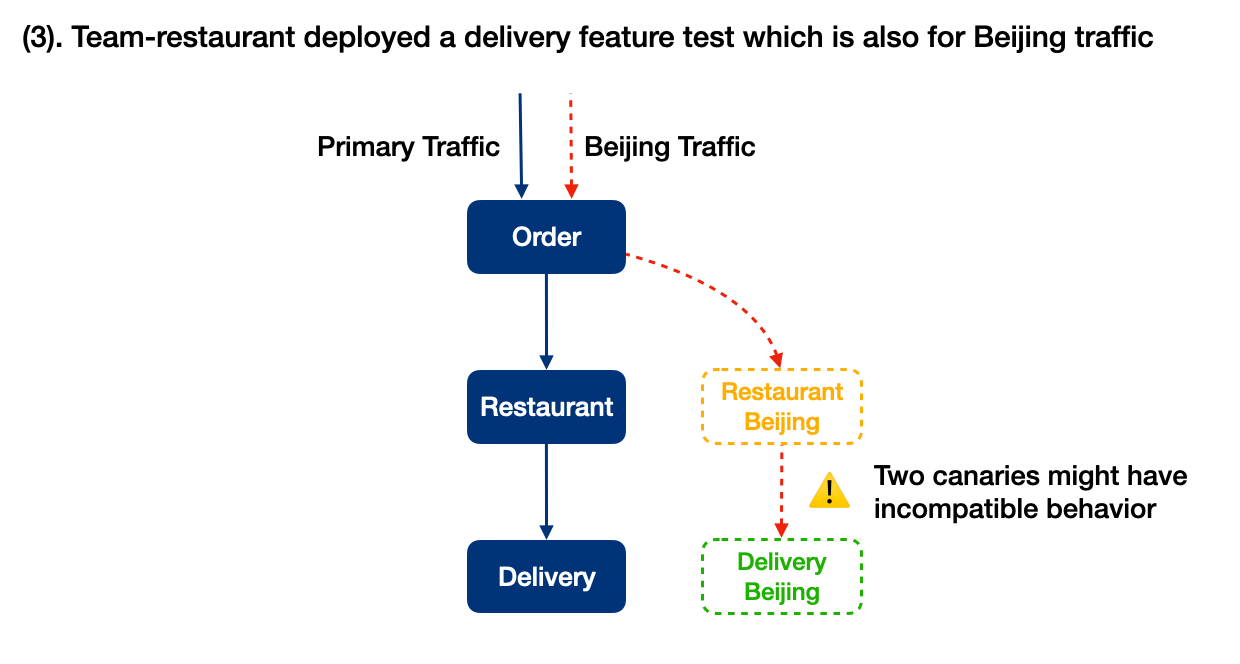 (3). Team-restaurant deployed a delivery feature test which is also for Beijing traffic
Primary Traffic
Beijing Traffic
Order
Restaurant
Restaurant
Beijing
Two canaries might have
incompatible behavior
Delivery
Delivery
Beijing